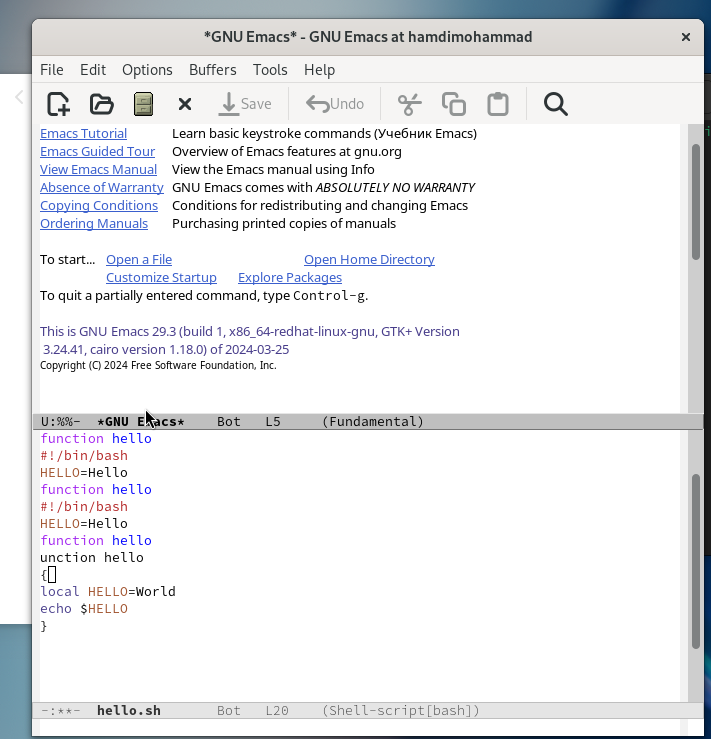 *GNU Emacs* - GNU Emacs at hamdimohammad
File Edit Options Buffers Tools Help
Save Undo
Emacs Tutorial Learn basic keystroke commands (Учебник Emacs)
Emacs Guided Tour Overview of Emacs features at gnu.org
View Emacs Manual View the Emacs manual using Info
Absence of Warranty GNU Emacs comes with ABSOLUTELY NO WARRANTY
Copying Conditions Conditions for redistributing and changing Emacs
Ordering Manuals Purchasing printed copies of manuals
To start... Open a File Open Home Directory
Customize Startup Explore Packages
To quit a partially entered command, type Control-g.
This is GNU Emacs 29.3 (build 1, x86_64-redhat-linux-gnu, GTK+ Version
3.24.41, cairo version 1.18.0) of 2024-03-25
Copyright (C) 2024 Free Software Foundation, Inc.
U:%%- *GNU Emacs* Bot L5 (Fundamental)
function hello
#!/bin/bash
HELLO=Hello
function hello
#!/bin/bash
HELLO=Hello
function hello
unction hello
{
local HELLO=World
echo $HELLO
}
-:**- hello.sh Bot L20 (Shell-script[bash])